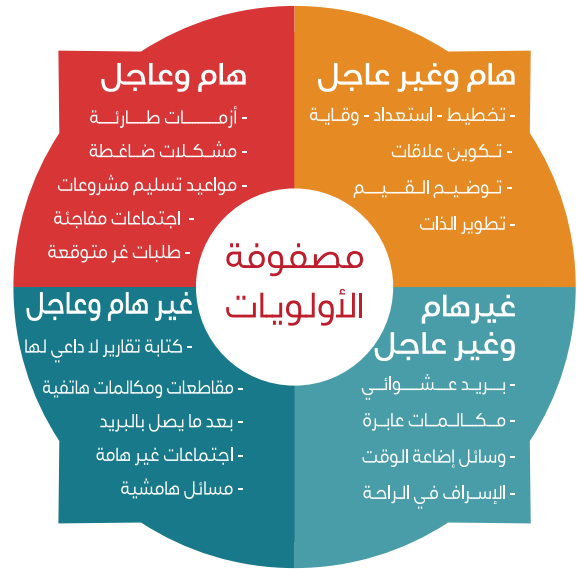 هام وغير عاجل
- تخطيط - استعداد - وقاية
- تكوين علاقات
- توضيح القيم
- تطوير الذات
هام وعاجل
- أزمات طارئة
- مشكلات ضاغطة
- مواعيد تسليم مشروعات
- اجتماعات مفاجئة
- طلبات غر متوقعة
مصفوفة
الأولويات
غيرهام
وغير عاجل
- بريد عشوائي
- مكالمات عابرة
- وسائل إضاعة الوقت
- الإسراف في الراحة
غير هام وعاجل
- كتابة تقارير لا داعي لها
- مقاطعات ومكالمات هاتفية
- بعد ما يصل بالبريد
- اجتماعات غير هامة
- مسائل هامشية